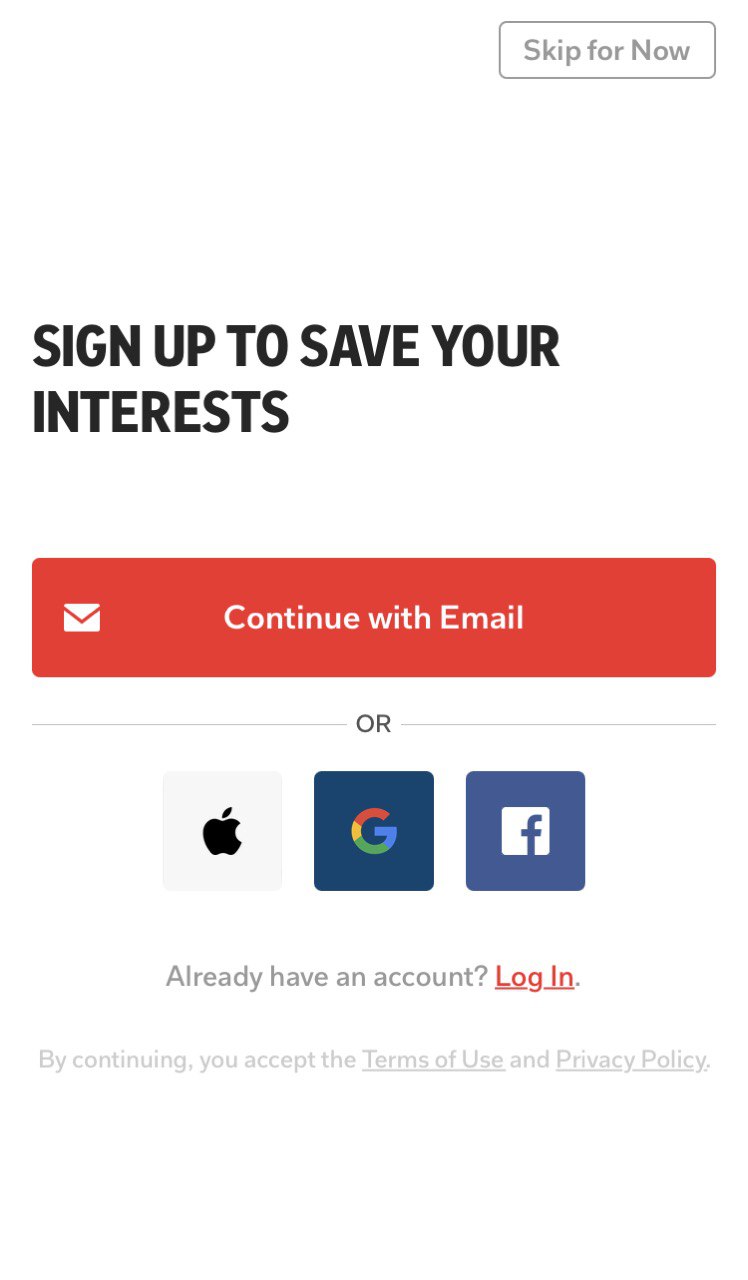 Skip for Now
SIGN UP TO SAVE YOUR
INTERESTS
Continue with Email
OR
Already have an account? Log In.
By continuing, you accept the Terms of Use and Privacy Policy.